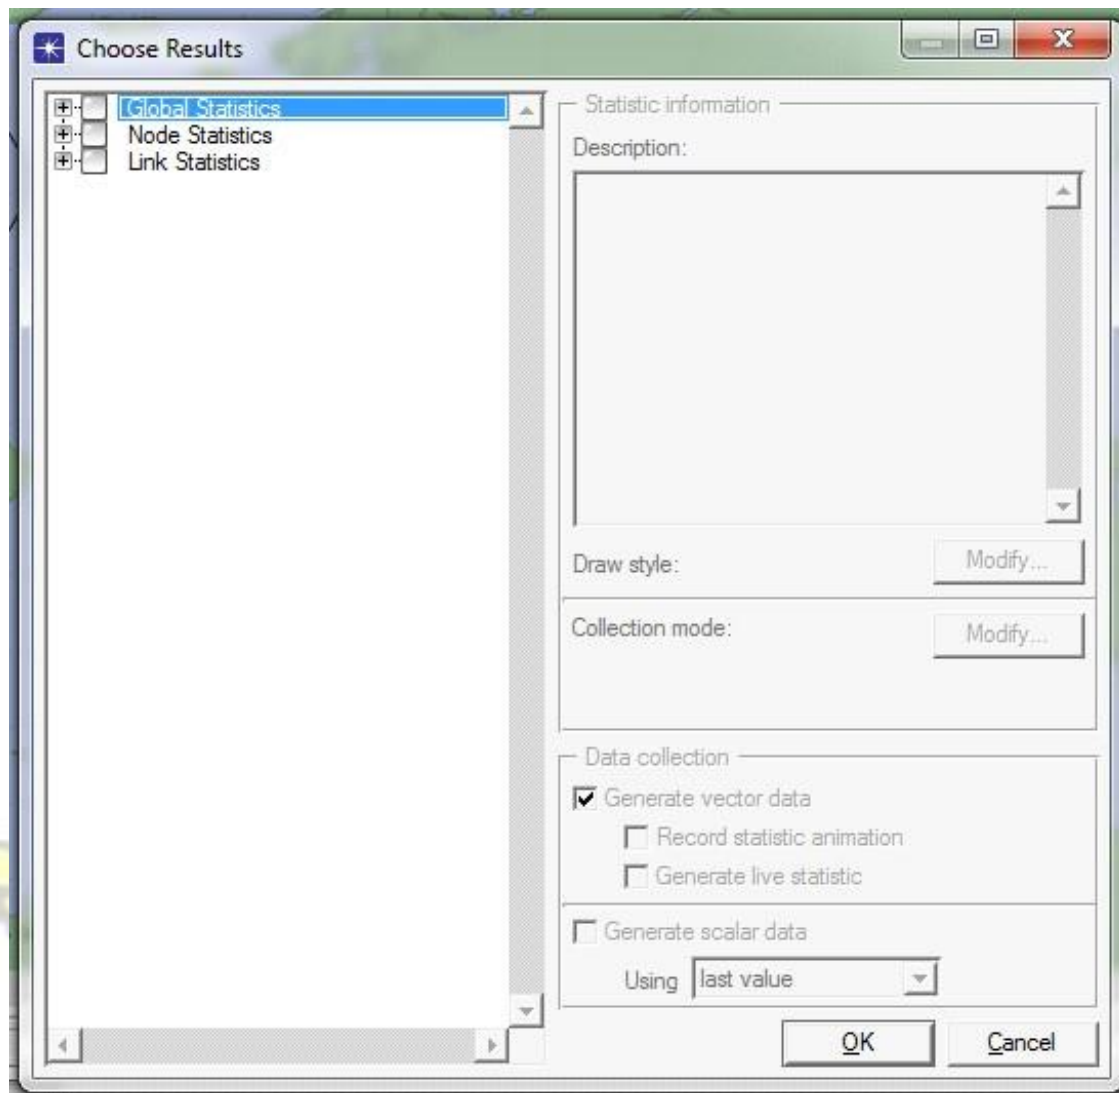 Choose Results
Global Statistics
Node Statistics
Link Statistics
Statistic information
Description:
Draw style:
Modify...
Collection mode:
Modify...
Data collection
Generate vector data
Record statistic animation
Generate live statistic
Generate scalar data
Using last value
OK Cancel